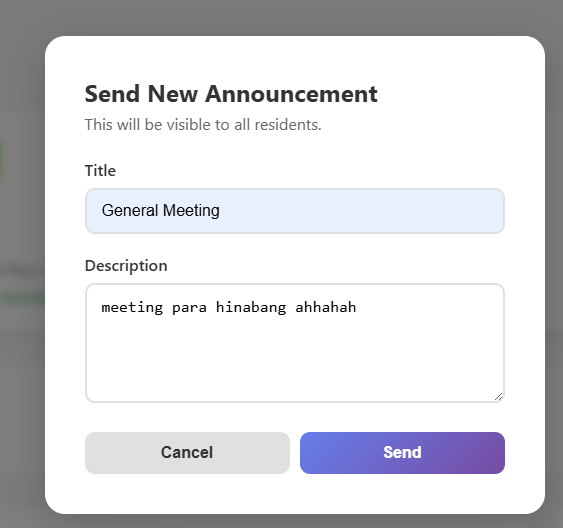 Send New Announcement
This will be visible to all residents.
Title
General Meeting
Description
meeting para hinabang ahhahah
Cancel
Send